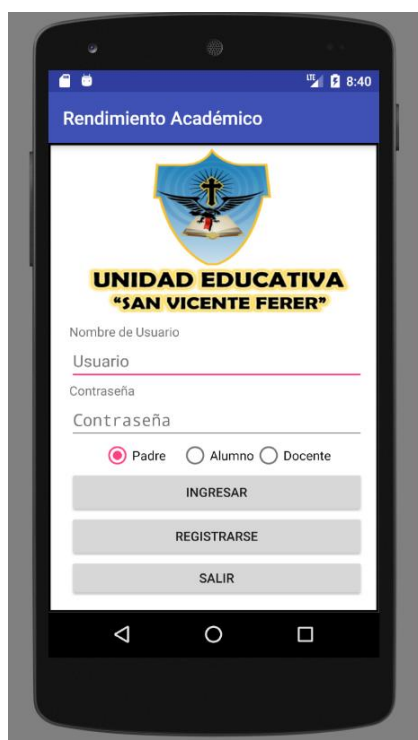 LTE 8:40
Rendimiento Académico
UNIDAD EDUCATIVA
“SAN VICENTE FERER”
Nombre de Usuario
Usuario
Contraseña
Contraseña
Padre Alumno Docente
INGRESAR
REGISTRARSE
SALIR